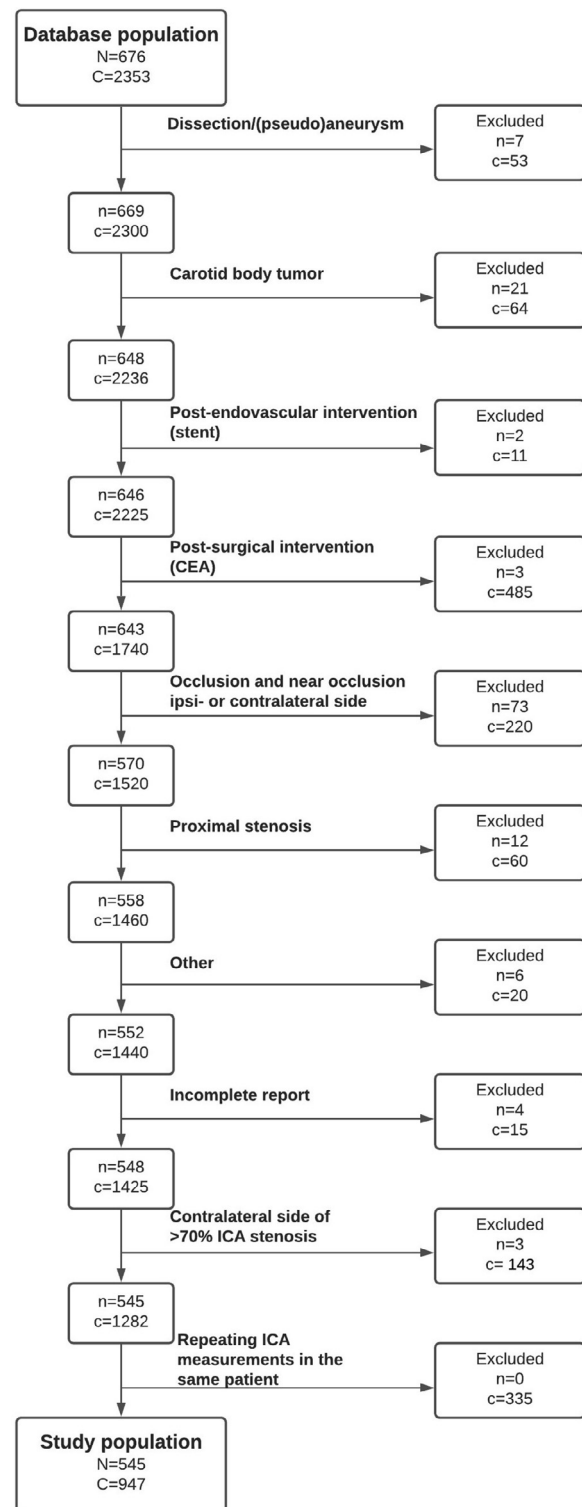 Database population
N=676
C=2353
Dissection/(pseudo)aneurysm
Excluded
n=7
c=53
n=669
c=2300
Carotid body tumor
Excluded
n=21
c=64
n=648
c=2236
Post-endovascular intervention
(stent)
Excluded
n=2
c=11
n=646
c=2225
Post-surgical intervention
(CEA)
Excluded
n=3
c=485
n=643
c=1740
Occlusion and near occlusion
ipsi- or contralateral side
Excluded
n=73
c=220
n=570
c=1520
Proximal stenosis
Excluded
n=12
c=60
n=558
c=1460
Other
Excluded
n=6
c=20
n=552
c=1440
Incomplete report
Excluded
n=4
c=15
n=548
c=1425
Contralateral side of
>70% ICA stenosis
Excluded
n=3
c= 143
n=545
c=1282
Repeating ICA
measurements in the
same patient
Excluded
n=0
c=335
Study population
N=545
C=947